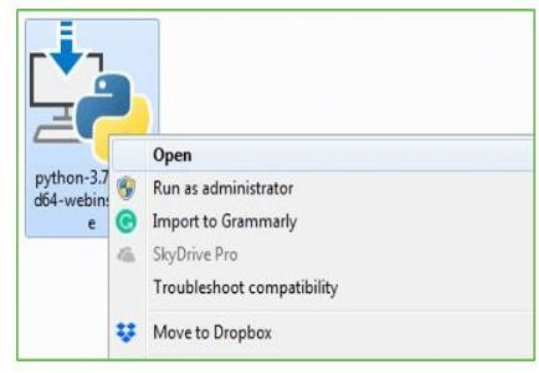 python-3.7
d64-webins
e
Open
Run as administrator
Import to Grammarly
SkyDrive Pro
Troubleshoot compatibility
Move to Dropbox